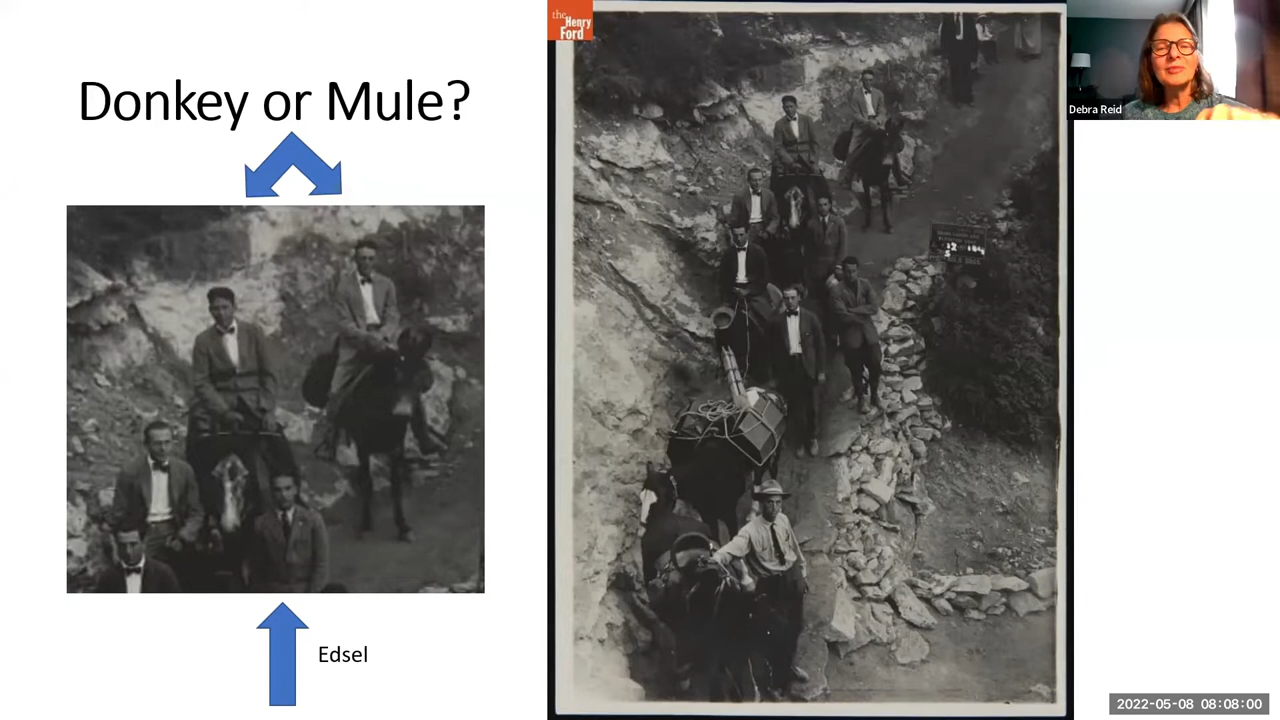 Donkey or Mule?
Edsel
the
Henry
Ford
Debra Reid
2022-05-08 08:08:00